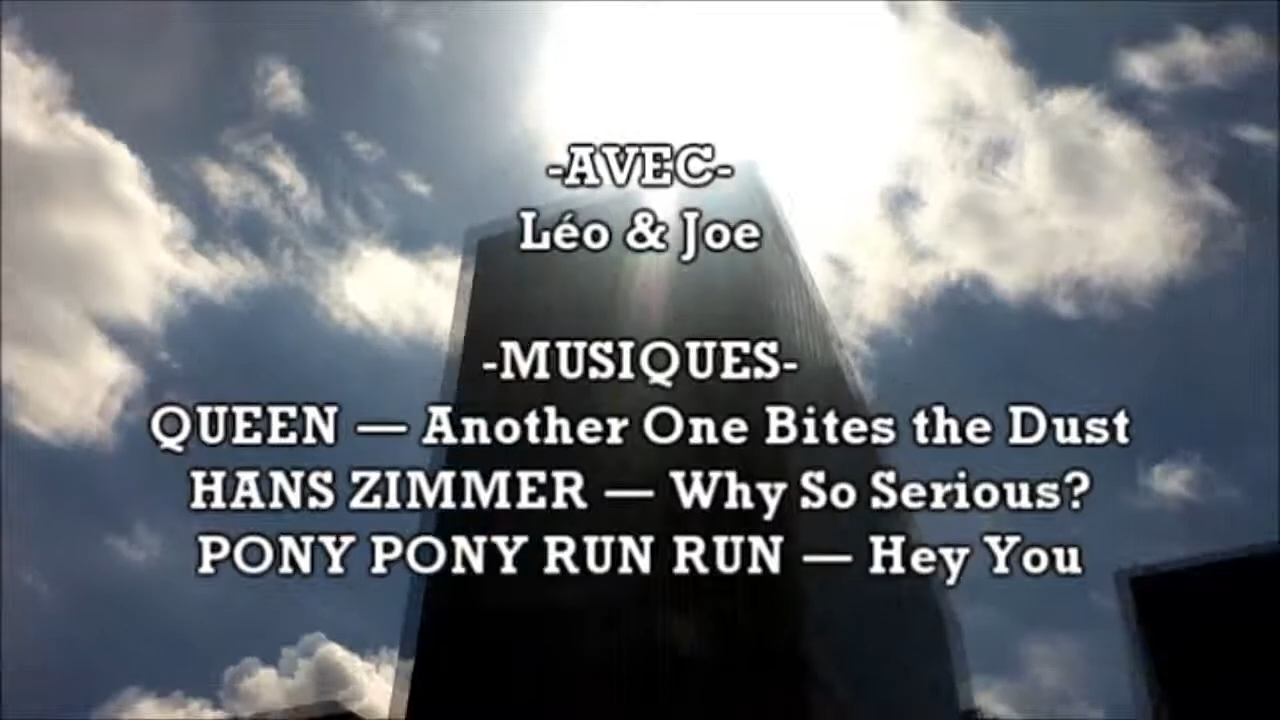 -AVEC-
Léo & Joe
-MUSIQUES-
QUEEN — Another One Bites the Dust
HANS ZIMMER — Why So Serious?
PONY PONY RUN RUN — Hey You